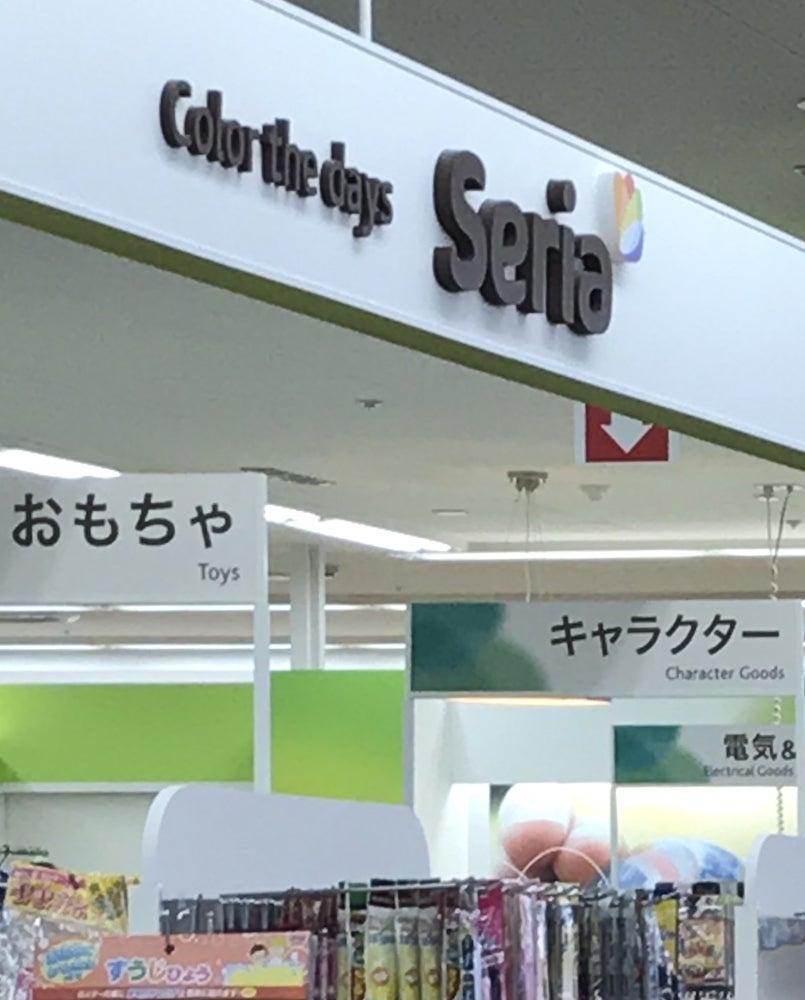 Color the days Seria
おもちゃ
Toys
キャラクター
Character Goods
電気&
Electrical Goods
すうじひょう